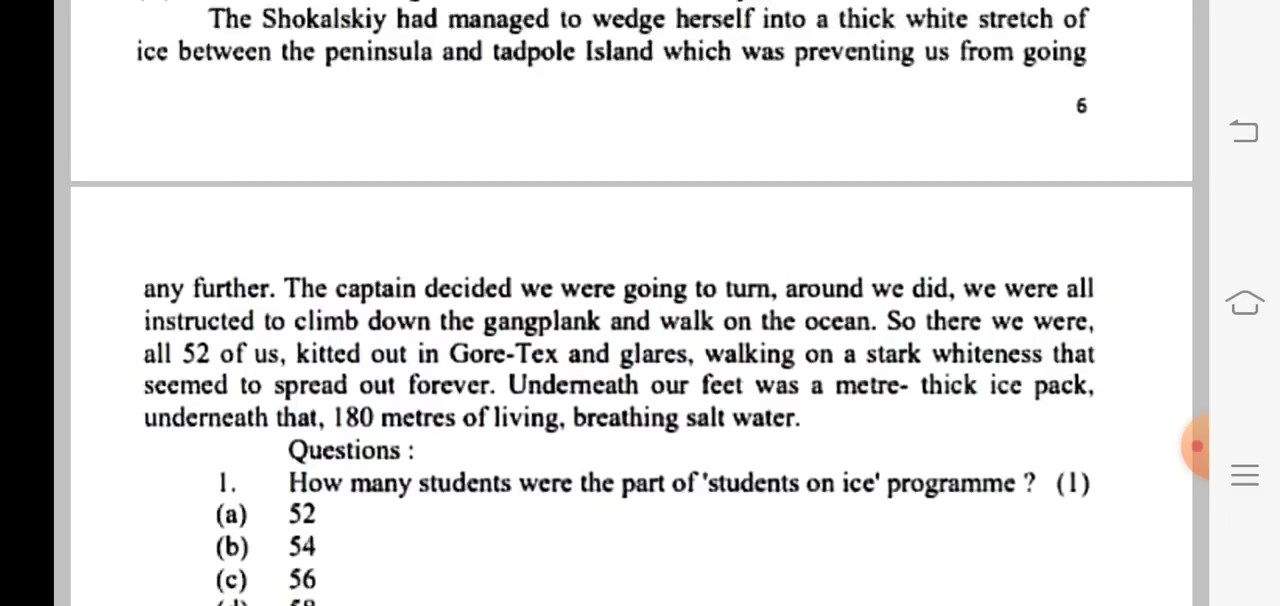 The Shokalskiy had managed to wedge herself into a thick white stretch of
ice between the peninsula and tadpole Island which was preventing us from going
6
any further. The captain decided we were going to turn, around we did, we were all
instructed to climb down the gangplank and walk on the ocean. So there we were,
all 52 of us, kitted out in Gore-Tex and glares, walking on a stark whiteness that
seemed to spread out forever. Underneath our feet was a metre- thick ice pack,
underneath that, 180 metres of living, breathing salt water.
Questions :
1. How many students were the part of 'students on ice' programme ? (1)
(a) 52
(b) 54
(c) 56